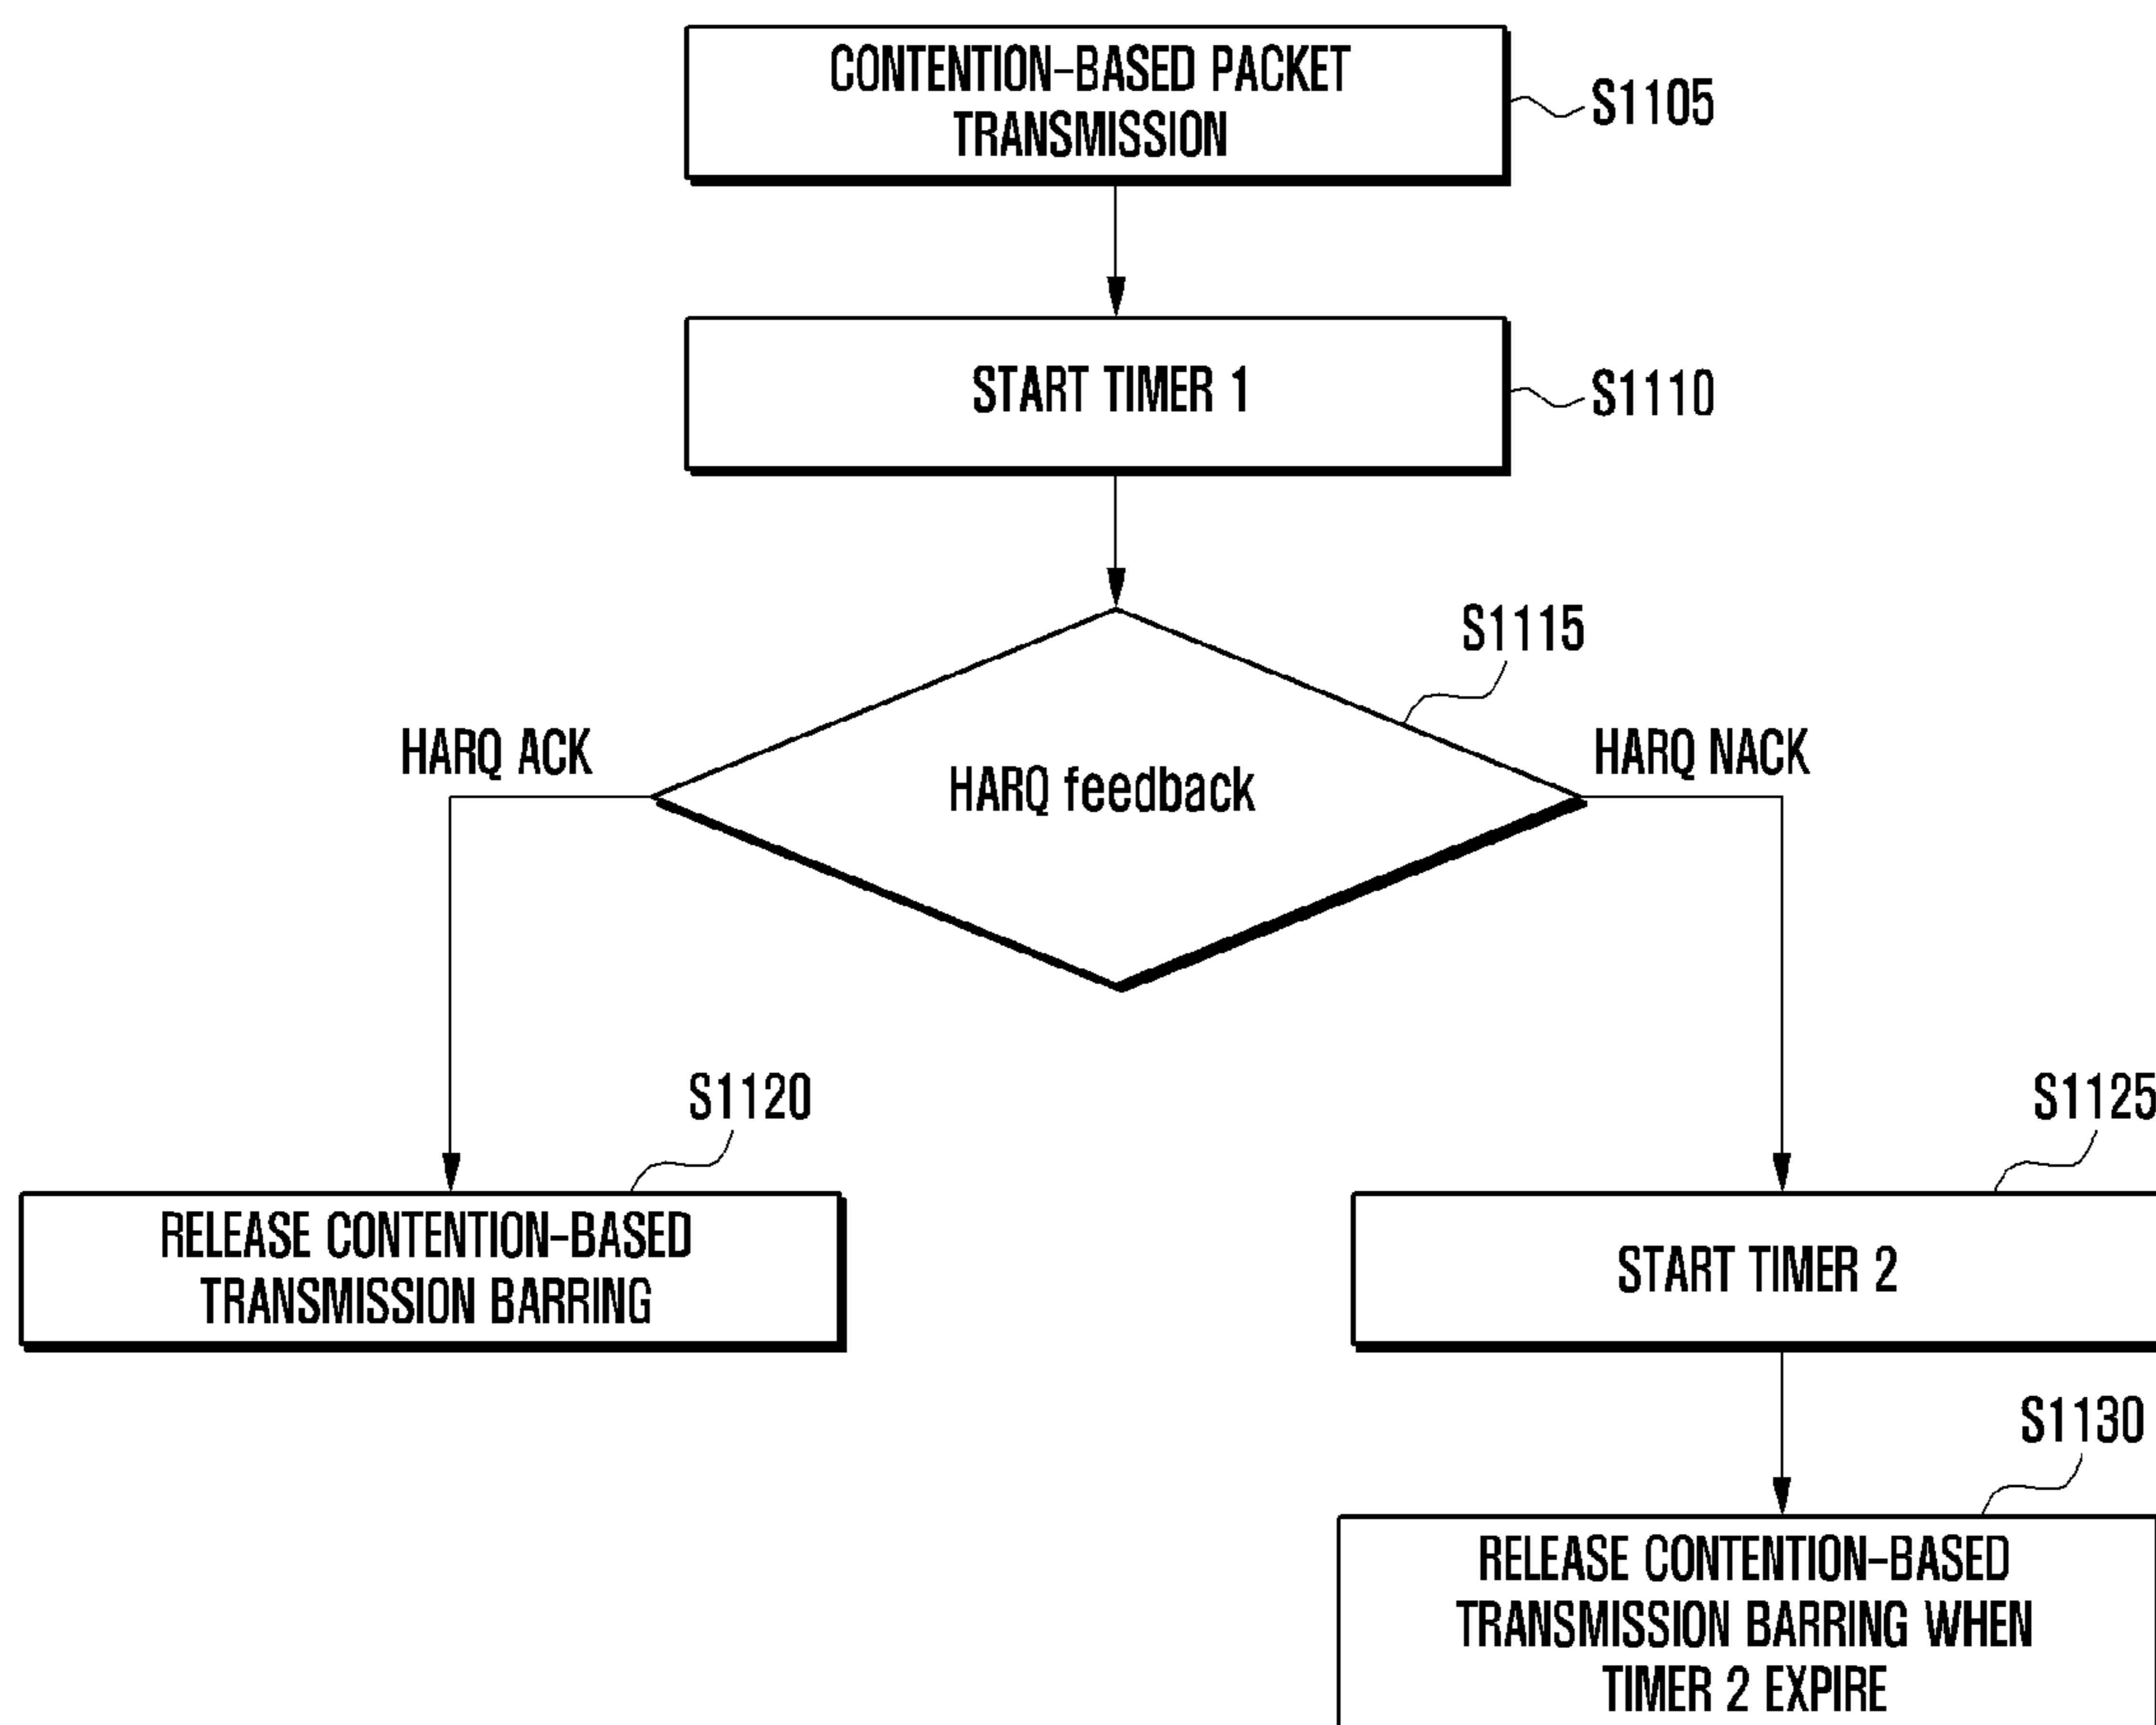 CONTENTION-BASED PACKET
TRANSMISSION
S1105
START TIMER 1
S1110
S1115
HARQ ACK
HARQ feedback
HARQ NACK
S1120
S1125
RELEASE CONTENTION-BASED
TRANSMISSION BARRING
START TIMER 2
S1130
RELEASE CONTENTION-BASED
TRANSMISSION BARRING WHEN
TIMER 2 EXPIRE